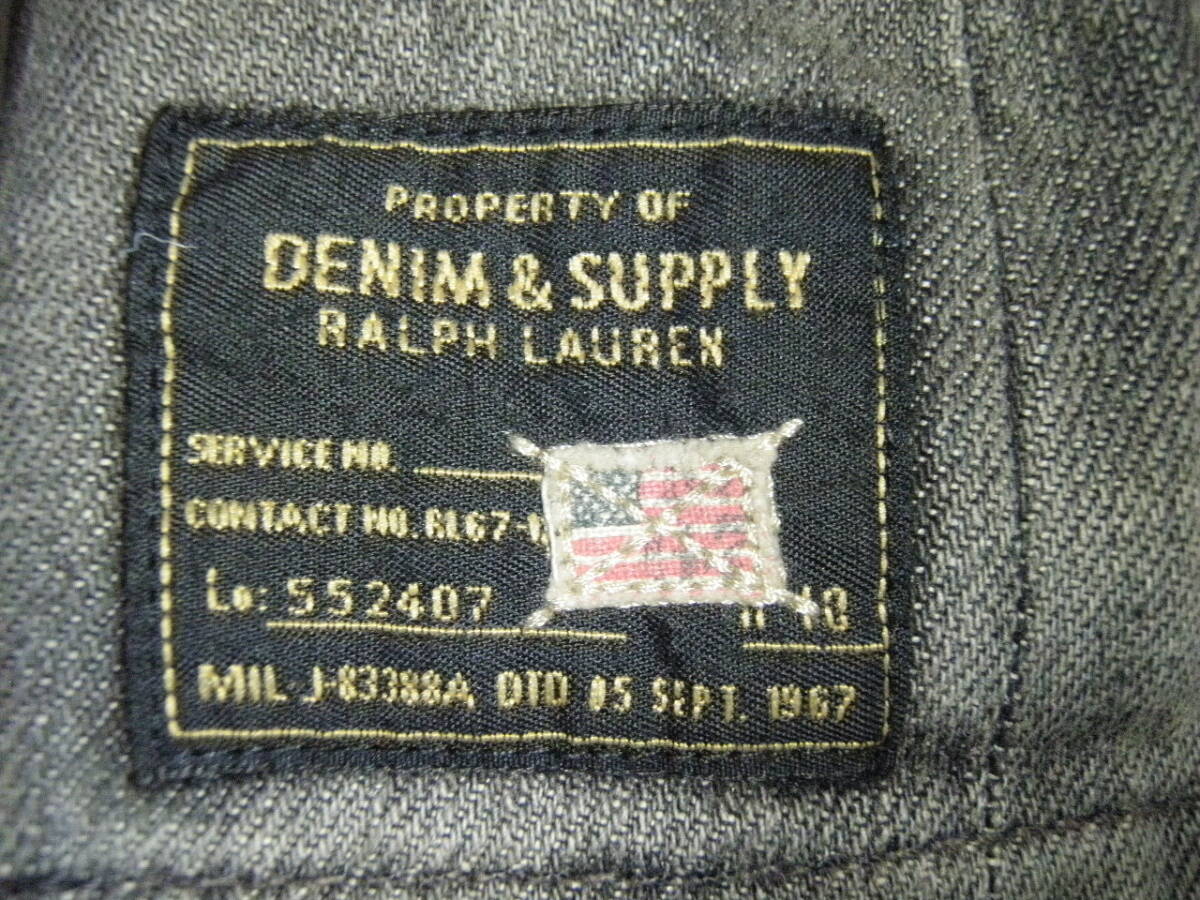 PROPERTY OF
DENIM & SUPPLY
RALPH LAUREN
SERVICE NO.
CONTACT NO. RL67-
Lo: 552407
MIL J-83388A, DTD 05 SEPT. 1967